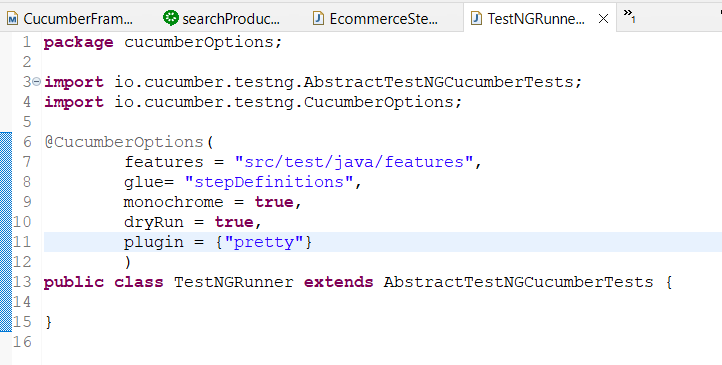 CucumberFram... searchProduc... EcommerceSte... TestNGRunne... »1
1 package cucumberOptions;
2
3 import io.cucumber.testng.AbstractTestNGCucumberTests;
4 import io.cucumber.testng.CucumberOptions;
5
6 @CucumberOptions(
7 features = "src/test/java/features",
8 glue= "stepDefinitions",
9 monochrome = true,
10 dryRun = true,
11 plugin = {"pretty"}
12 )
13 public class TestNGRunner extends AbstractTestNGCucumberTests {
14
15 }
16